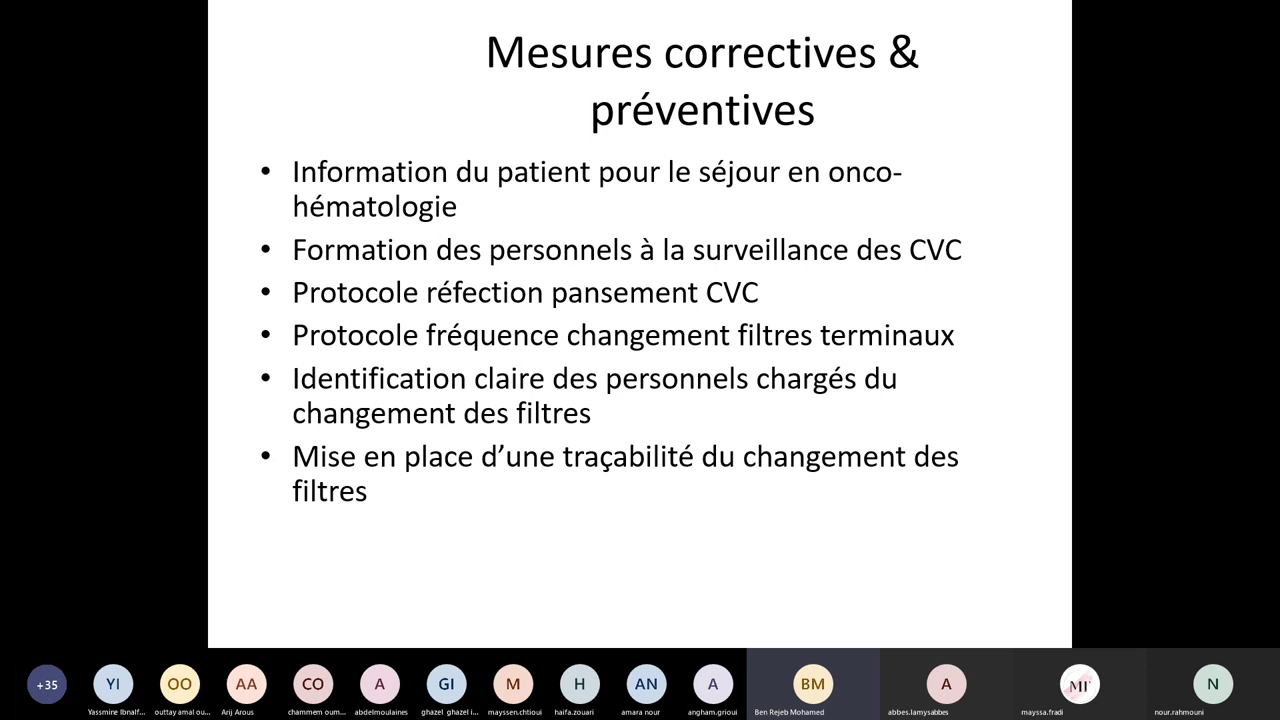 Mesures correctives &
préventives
• Information du patient pour le séjour en onco-
hématologie
• Formation des personnels à la surveillance des CVC
• Protocole réfection pansement CVC
• Protocole fréquence changement filtres terminaux
• Identification claire des personnels chargés du
changement des filtres
• Mise en place d’une traçabilité du changement des
filtres
+35 YI OO AA CO A GI M H AN A BM A MF N
Yassmine Ibnalf... outtay amal ou... Arij Arous chammem oum... abdelmoulaines ghazel ghazel i... mayssen.chtioui haifa.zouari amara nour angham.grioui Ben Rejeb Mohamed abbes.lamysabbes mayssa.fradi nour.rahmouni